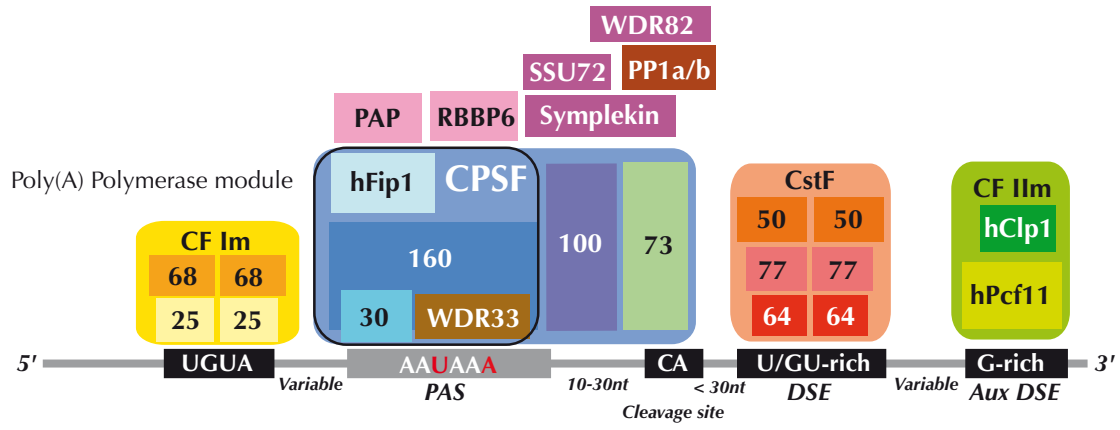 WDR82
SSU72 PP1a/b
PAP RBBP6 Symplekin
Poly(A) Polymerase module
hFip1 CPSF
CstF CF IIm
CF Im
160 100 73
50 50
hClp1
68 68
77 77
hPcf11
25 25
30 WDR33
64 64
5' UGUA AAUAAA CA U/GU-rich G-rich 3'
Variable PAS 10-30nt < 30nt DSE Variable Aux DSE
Cleavage site